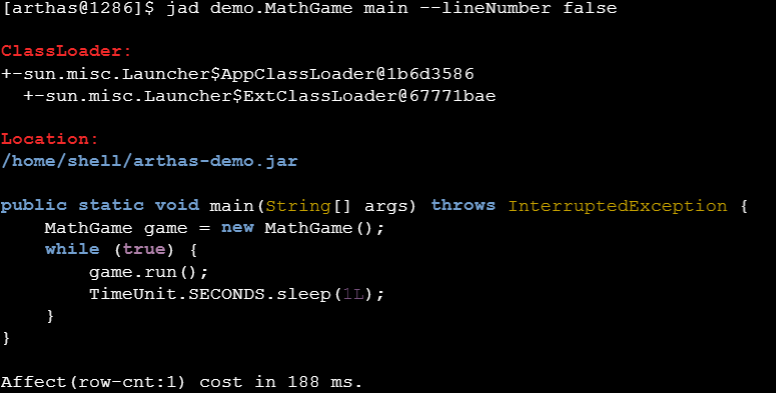 [arthas@1286]$ jad demo.MathGame main --lineNumber false
ClassLoader:
+-sun.misc.Launcher$AppClassLoader@1b6d3586
  +-sun.misc.Launcher$ExtClassLoader@67771bae
Location:
/home/shell/arthas-demo.jar
public static void main(String[] args) throws InterruptedException {
    MathGame game = new MathGame();
    while (true) {
        game.run();
        TimeUnit.SECONDS.sleep(1L);
    }
}
Affect(row-cnt:1) cost in 188 ms.